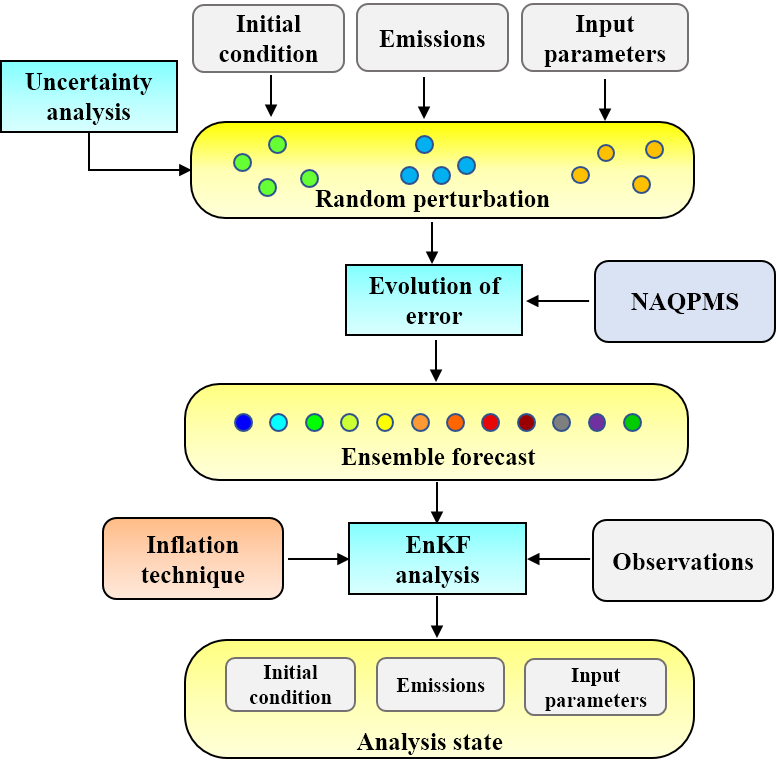 Initial
condition
Emissions
Input
parameters
Uncertainty
analysis
Random perturbation
Evolution of
error
NAQPMS
Ensemble forecast
Inflation
technique
EnKF
analysis
Observations
Initial
condition
Emissions
Input
parameters
Analysis state